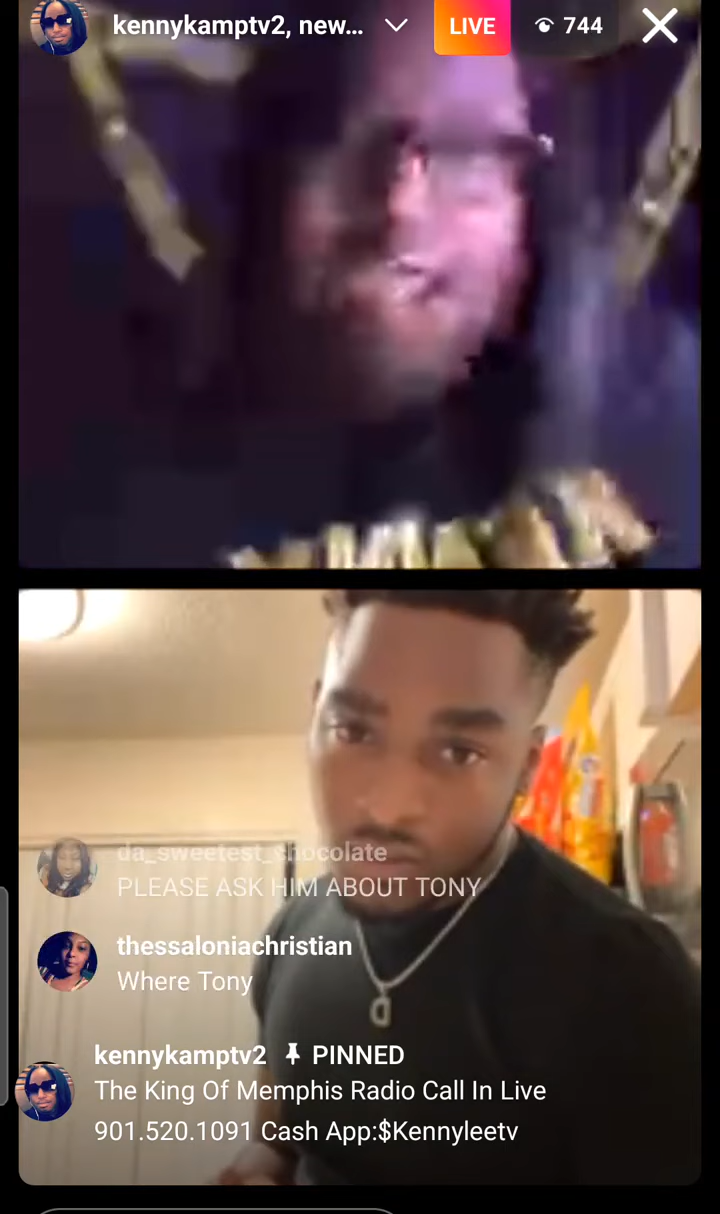 kennykamptv2, new...
LIVE
744
da_sweetest_chocolate
PLEASE ASK HIM ABOUT TONY
thessaloniachristian
Where Tony
kennykamptv2 PINNED
The King Of Memphis Radio Call In Live
901.520.1091 Cash App:$Kennyleetv